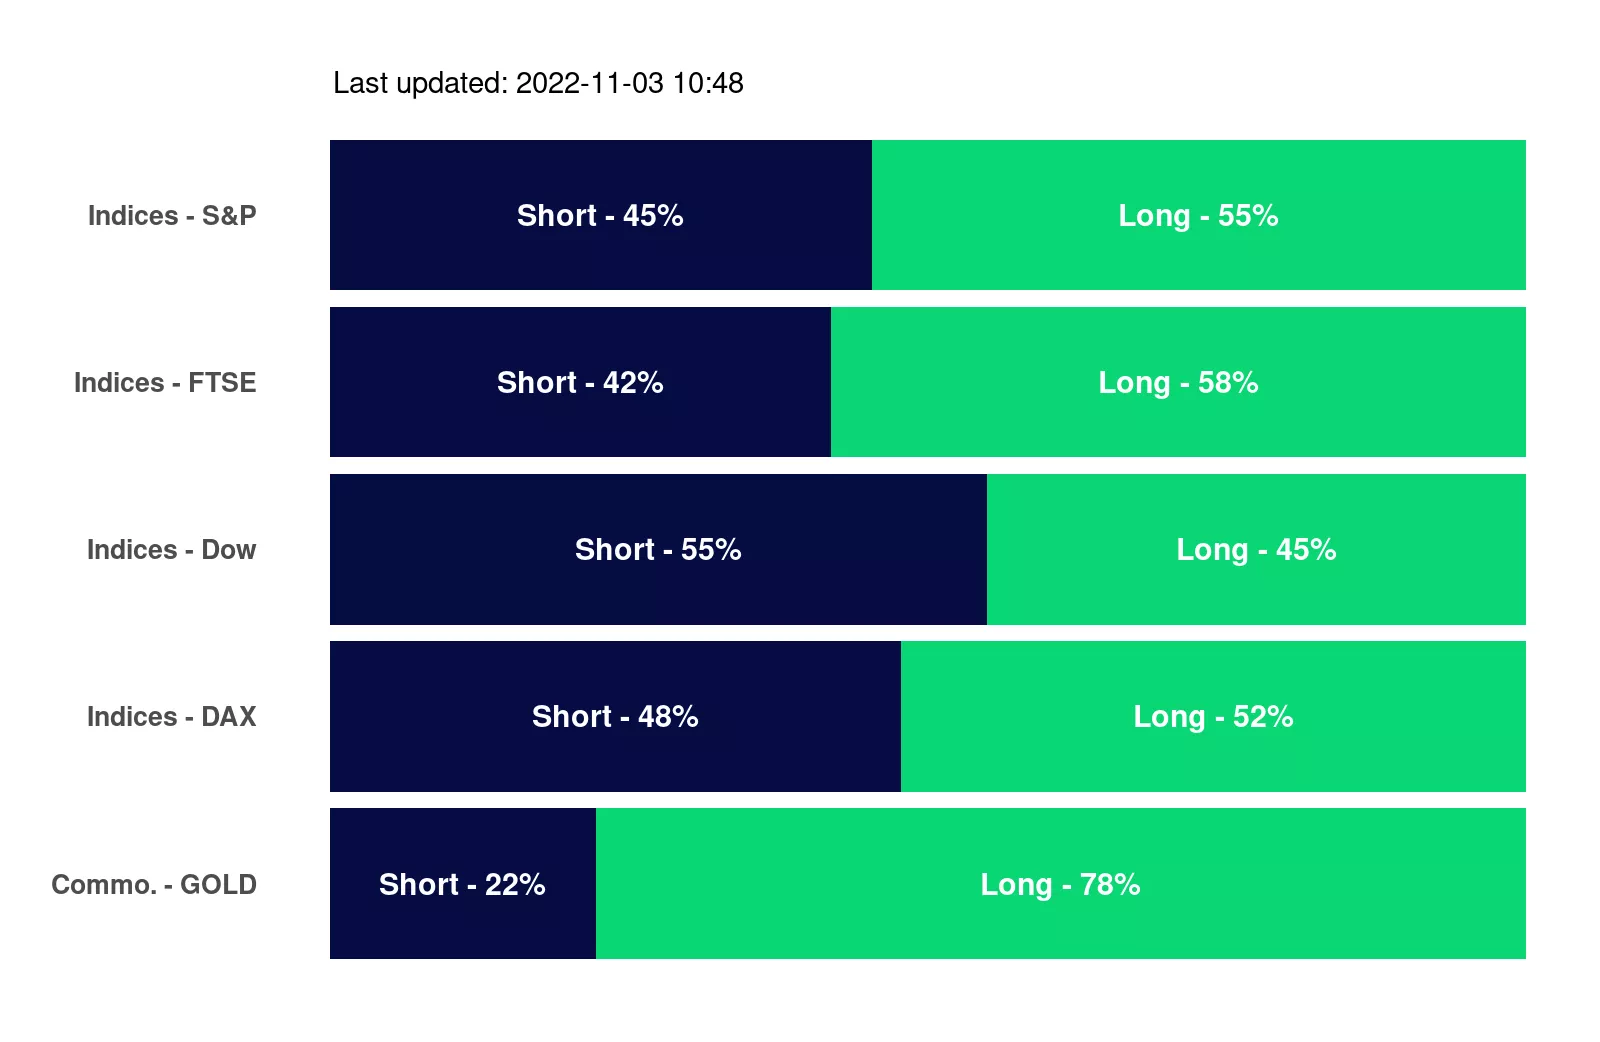 Last updated: 2022-11-03 10:48
Indices - S&P Short - 45% Long - 55%
Indices - FTSE Short - 42% Long - 58%
Indices - Dow Short - 55% Long - 45%
Indices - DAX Short - 48% Long - 52%
Commo. - GOLD Short - 22% Long - 78%